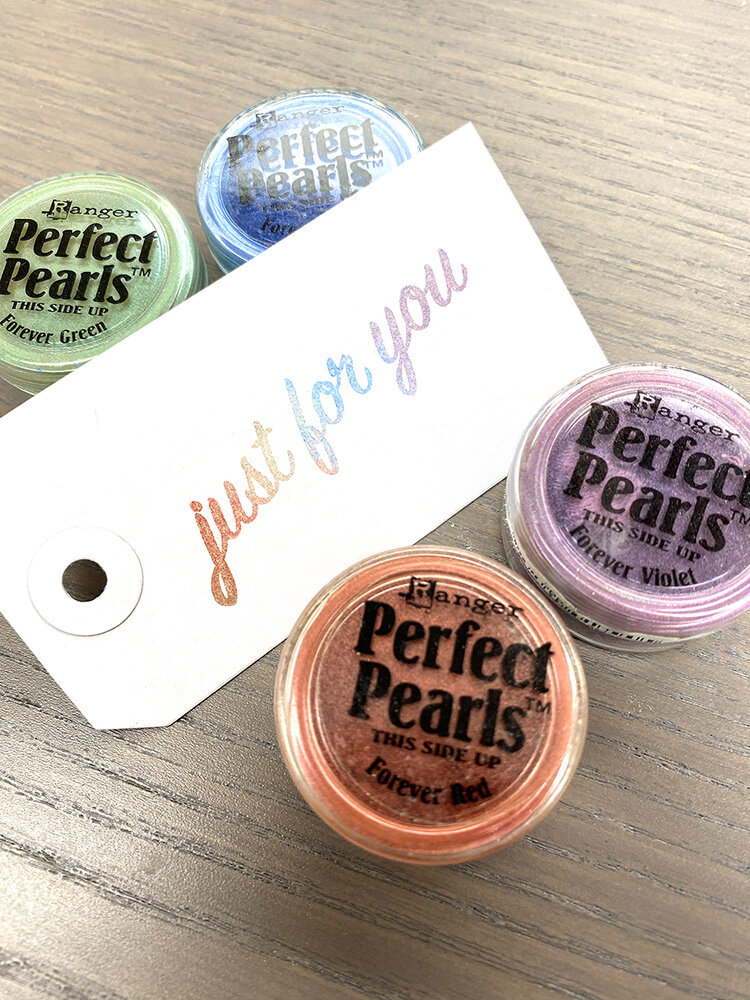 Ranger
Perfect
Pearls™
THIS SIDE UP
Forever Green
Ranger
Perfect
Pearls™
just for you
Ranger
Perfect
Pearls™
THIS SIDE UP
Forever Violet
Ranger
Perfect
Pearls™
THIS SIDE UP
Forever Red